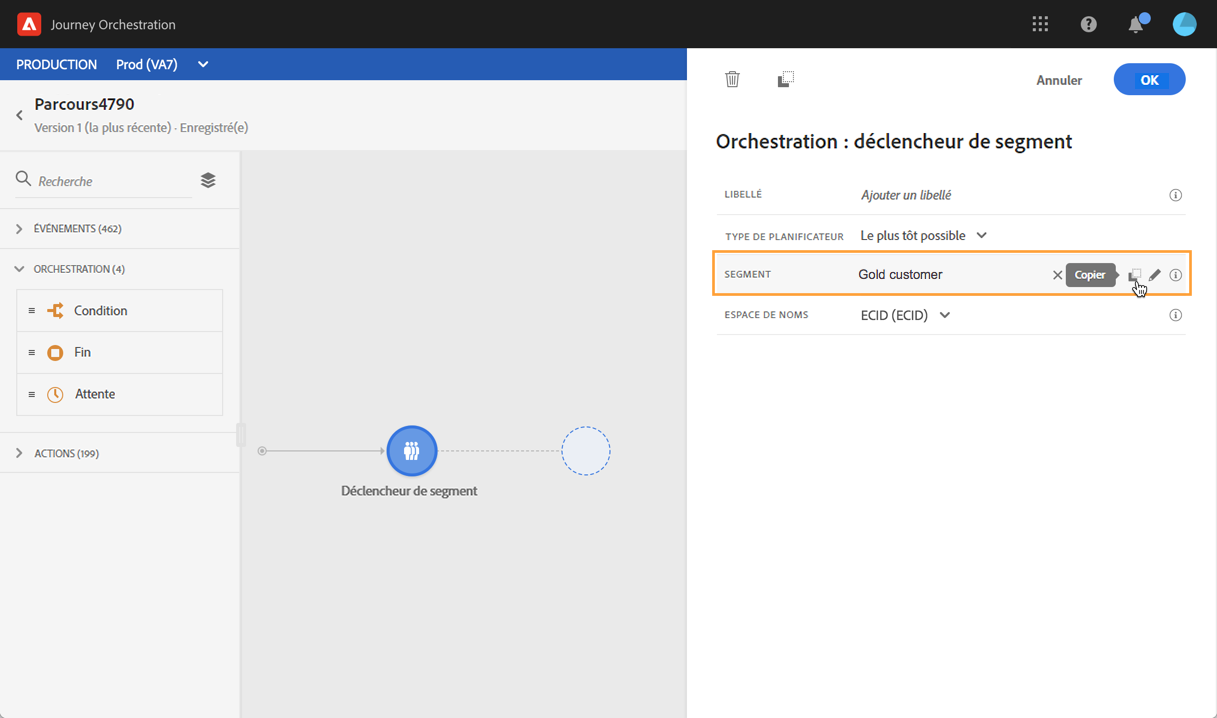 Journey Orchestration
PRODUCTION Prod (VA7)
Parcours4790
Version 1 (la plus récente) · Enregistré(e)
Recherche
ÉVÉNEMENTS (462)
ORCHESTRATION (4)
Condition
Fin
Attente
ACTIONS (199)
Déclencheur de segment
Annuler OK
Orchestration : déclencheur de segment
LIBELLÉ Ajouter un libellé
TYPE DE PLANIFICATEUR Le plus tôt possible
SEGMENT Gold customer Copier
ESPACE DE NOMS ECID (ECID)